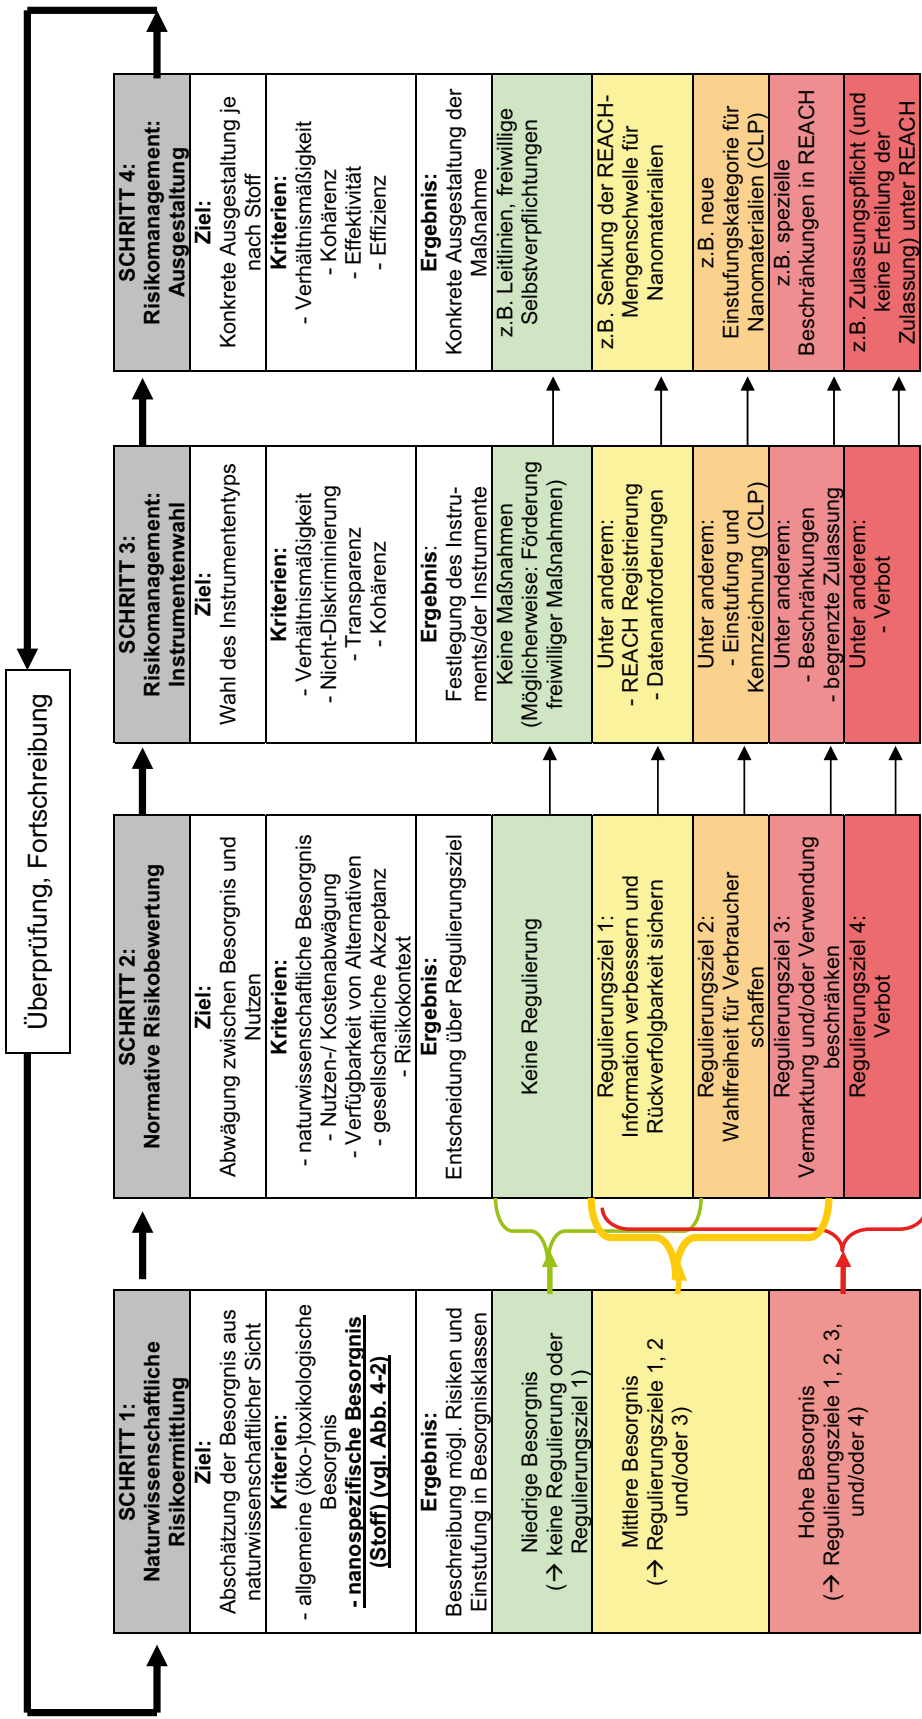 Überprüfung, Fortschreibung
SCHRITT 1:
Naturwissenschaftliche
Risikoermittlung
Ziel:
Abschätzung der Besorgnis aus
naturwissenschaftlicher Sicht
Kriterien:
- allgemeine (öko-)toxikologische
Besorgnis
- nanospezifische Besorgnis
(Stoff) (vgl. Abb. 4-2)
Ergebnis:
Beschreibung mögl. Risiken und
Einstufung in Besorgnisklassen
Niedrige Besorgnis
(→ keine Regulierung oder
Regulierungsziel 1)
Mittlere Besorgnis
(→ Regulierungsziele 1, 2
und/oder 3)
Hohe Besorgnis
(→ Regulierungsziele 1, 2, 3,
und/oder 4)
SCHRITT 2:
Normative Risikobewertung
Ziel:
Abwägung zwischen Besorgnis und
Nutzen
Kriterien:
- naturwissenschaftliche Besorgnis
- Nutzen-/ Kostenabwägung
- Verfügbarkeit von Alternativen
- gesellschaftliche Akzeptanz
- Risikokontext
Ergebnis:
Entscheidung über Regulierungsziel
Keine Regulierung
Regulierungsziel 1:
Information verbessern und
Rückverfolgbarkeit sichern
Regulierungsziel 2:
Wahlfreiheit für Verbraucher
schaffen
Regulierungsziel 3:
Vermarktung und/oder Verwendung
beschränken
Regulierungsziel 4:
Verbot
SCHRITT 3:
Risikomanagement:
Instrumentenwahl
Ziel:
Wahl des Instrumententyps
Kriterien:
- Verhältnismäßigkeit
- Nicht-Diskriminierung
- Transparenz
- Kohärenz
Ergebnis:
Festlegung des Instru-
ments/der Instrumente
Keine Maßnahmen
(Möglicherweise: Förderung
freiwilliger Maßnahmen)
Unter anderem:
- REACH Registrierung
- Datenanforderungen
Unter anderem:
- Einstufung und
Kennzeichnung (CLP)
Unter anderem:
- Beschränkungen
- begrenzte Zulassung
Unter anderem:
- Verbot
SCHRITT 4:
Risikomanagement:
Ausgestaltung
Ziel:
Konkrete Ausgestaltung je
nach Stoff
Kriterien:
- Verhältnismäßigkeit
- Kohärenz
- Effektivität
- Effizienz
Ergebnis:
Konkrete Ausgestaltung der
Maßnahme
z.B. Leitlinien, freiwillige
Selbstverpflichtungen
z.B. Senkung der REACH-
Mengenschwelle für
Nanomaterialien
z.B. neue
Einstufungskategorie für
Nanomaterialien (CLP)
z.B. spezielle
Beschränkungen in REACH
z.B. Zulassungspflicht (und
keine Erteilung der
Zulassung) unter REACH